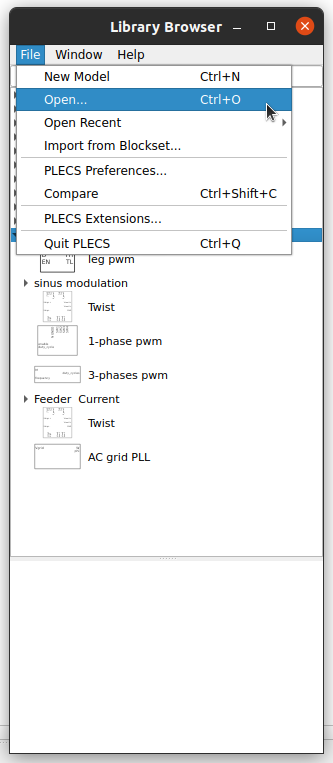 Library Browser
File Window Help
New Model Ctrl+N
Open... Ctrl+O
Open Recent
Import from Blockset...
PLECS Preferences...
Compare Ctrl+Shift+C
PLECS Extensions...
Quit PLECS Ctrl+Q
EN TL leg pwm
sinus modulation
Twist
1-phase pwm
3-phases pwm
Feeder Current
Twist
AC grid PLL